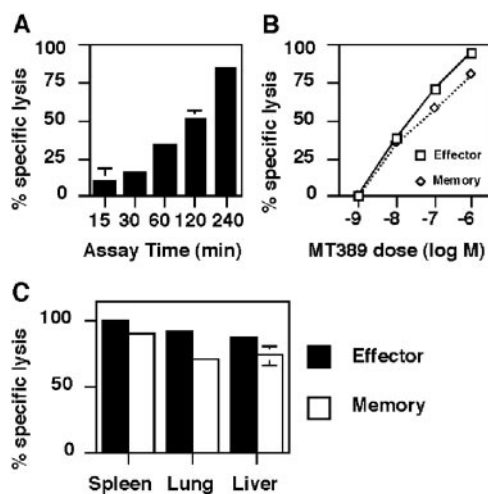 A
100
75
50
25
0
% specific lysis
15 30 60 120 240
Assay Time (min)
B
100
75
50
25
0
% specific lysis
Effector
Memory
-9 -8 -7 -6
MT389 dose (log M)
C
100
50
0
% specific lysis
Spleen Lung Liver
Effector
Memory